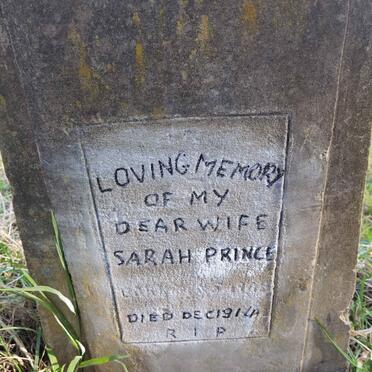 LOVING MEMORY
OF MY
DEAR WIFE
SARAH PRINCE
DIED DEC 1914
R I P